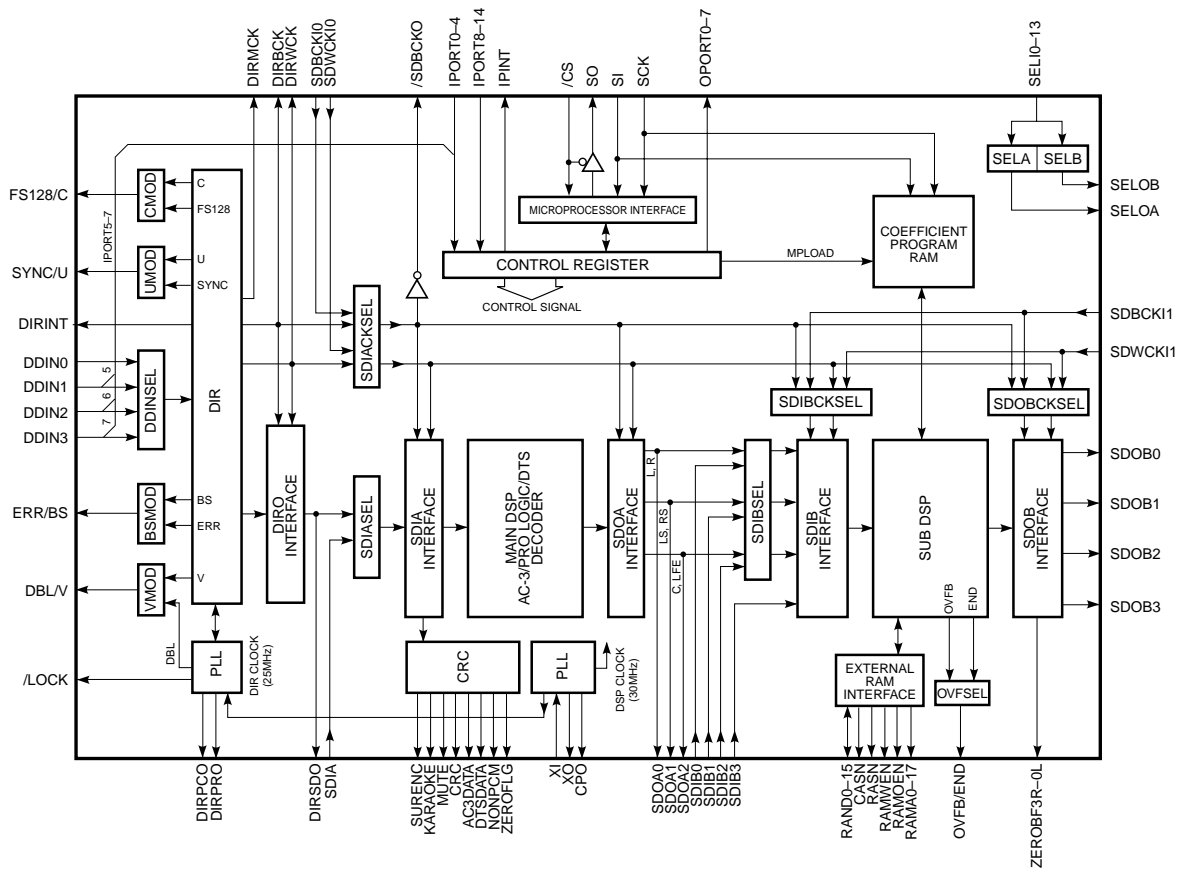 DIRMCK
DIRBCK
DIRWCK
SDBCKI0
SDWCKI0
/SDBCKO
IPORT0–4
IPORT8–14
IPINT
/CS
SO
SI
SCK
OPORT0–7
SELI0–13
FS128/C
SYNC/U
DIRINT
DDIN0
DDIN1
DDIN2
DDIN3
ERR/BS
DBL/V
/LOCK
IPORT5–7
5
6
7
CMOD
UMOD
DDINSEL
BSMOD
VMOD
C
FS128
U
SYNC
DIR
BS
ERR
V
DBL
PLL
DIR CLOCK
(25MHz)
DIRO
INTERFACE
SDIACKSEL
SDIASEL
SDIA
INTERFACE
MICROPROCESSOR INTERFACE
CONTROL REGISTER
CONTROL SIGNAL
MPLOAD
COEFFICIENT
PROGRAM
RAM
SELA
SELB
SELOB
SELOA
SDBCKI1
SDWCKI1
SDIBCKSEL
SDOBCKSEL
MAIN DSP
AC-3/PRO LOGIC/DTS
DECODER
SDOA
INTERFACE
L, R
LS, RS
C, LFE
SDIBSEL
SDIB
INTERFACE
SUB DSP
OVFB
END
SDOB
INTERFACE
SDOB0
SDOB1
SDOB2
SDOB3
CRC
PLL
DSP CLOCK
(30MHz)
EXTERNAL
RAM
INTERFACE
OVFSEL
DIRPCO
DIRPRO
DIRSDO
SDIA
SURENC
KARAOKE
MUTE
CRC
AC3DATA
DTSDATA
NONPCM
ZEROFLG
XI
XO
CPO
SDOA0
SDOA1
SDOA2
SDIB0
SDIB1
SDIB2
SDIB3
RAND0–15
CASN
RASN
RAMWEN
RAMOEN
RAMA0–17
OVFB/END
ZEROBF3R–0L